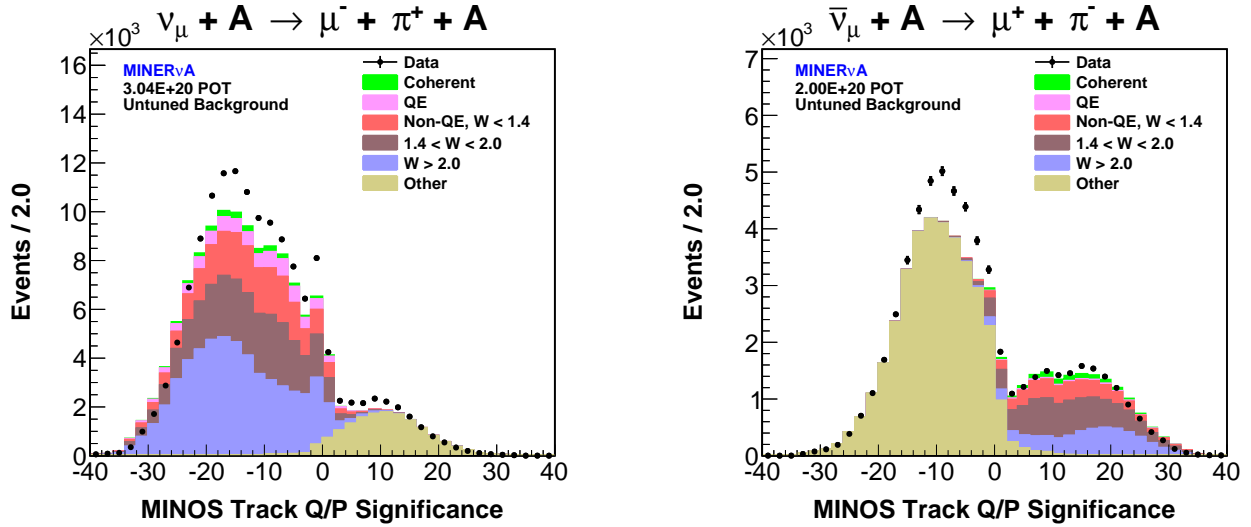 νμ + A → μ- + π+ + A
×10³
16
14
12
10
8
6
4
2
0
Events / 2.0
MINERνA
3.04E+20 POT
Untuned Background
Data
Coherent
QE
Non-QE, W < 1.4
1.4 < W < 2.0
W > 2.0
Other
-40 -30 -20 -10 0 10 20 30 40
MINOS Track Q/P Significance
ν̅μ + A → μ+ + π- + A
×10³
7
6
5
4
3
2
1
0
Events / 2.0
MINERνA
2.00E+20 POT
Untuned Background
Data
Coherent
QE
Non-QE, W < 1.4
1.4 < W < 2.0
W > 2.0
Other
-40 -30 -20 -10 0 10 20 30 40
MINOS Track Q/P Significance